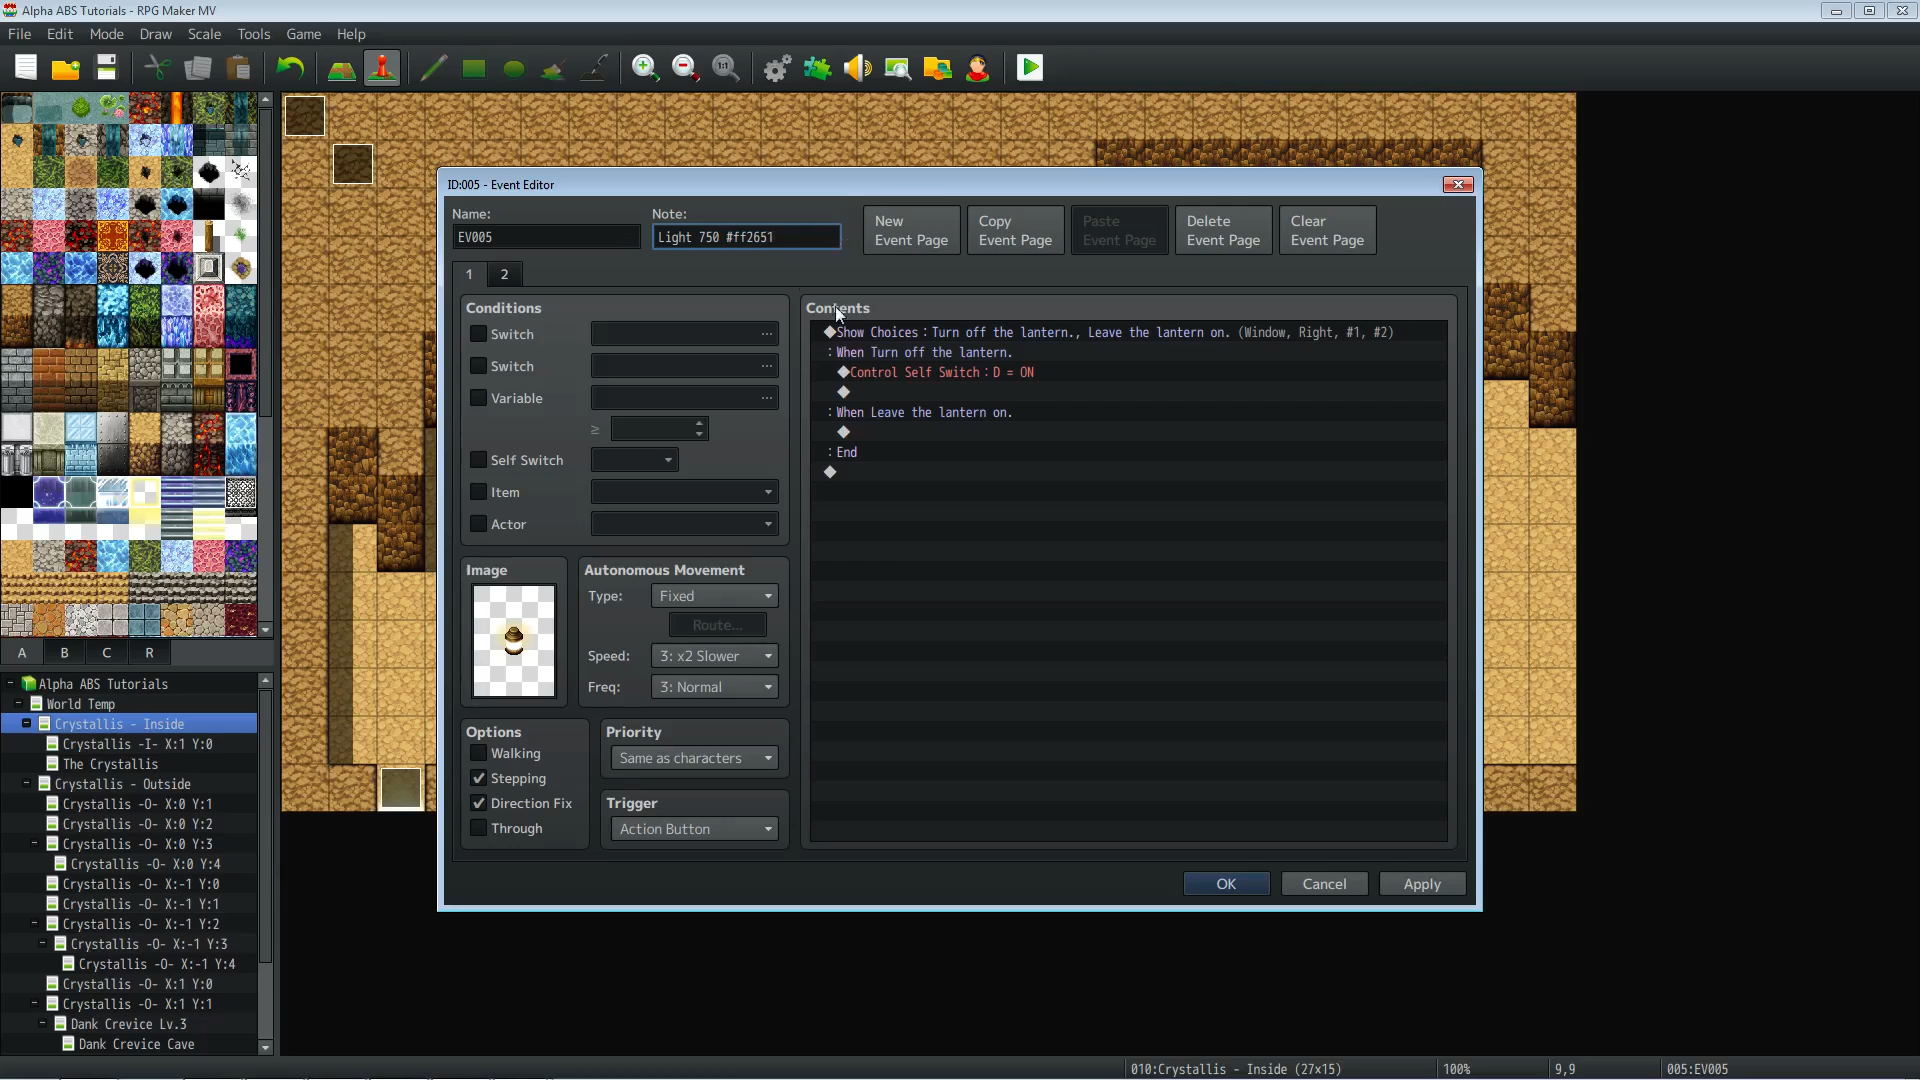 Alpha ABS Tutorials - RPG Maker MV
File Edit Mode Draw Scale Tools Game Help
1:1
ID:005 - Event Editor
Name: Note:
EV005 Light 750 #ff2651
New Event Page
Copy Event Page
Paste Event Page
Delete Event Page
Clear Event Page
1 2
Conditions
Switch ...
Switch ...
Variable ...
≥
Self Switch
Item
Actor
Image
Autonomous Movement
Type: Fixed
Route...
Speed: 3: x2 Slower
Freq: 3: Normal
Options
Walking
Stepping
Direction Fix
Through
Priority
Same as characters
Trigger
Action Button
Contents
◆Show Choices：Turn off the lantern., Leave the lantern on. (Window, Right, #1, #2)
：When Turn off the lantern.
◆Control Self Switch：D = ON
◆
：When Leave the lantern on.
◆
：End
◆
OK Cancel Apply
A B C R
Alpha ABS Tutorials
World Temp
Crystallis - Inside
Crystallis -I- X:1 Y:0
The Crystallis
Crystallis - Outside
Crystallis -O- X:0 Y:1
Crystallis -O- X:0 Y:2
Crystallis -O- X:0 Y:3
Crystallis -O- X:0 Y:4
Crystallis -O- X:-1 Y:0
Crystallis -O- X:-1 Y:1
Crystallis -O- X:-1 Y:2
Crystallis -O- X:-1 Y:3
Crystallis -O- X:-1 Y:4
Crystallis -O- X:1 Y:0
Crystallis -O- X:1 Y:1
Dank Crevice Lv.3
Dank Crevice Cave
010:Crystallis - Inside (27×15) 100% 9,9 005:EV005